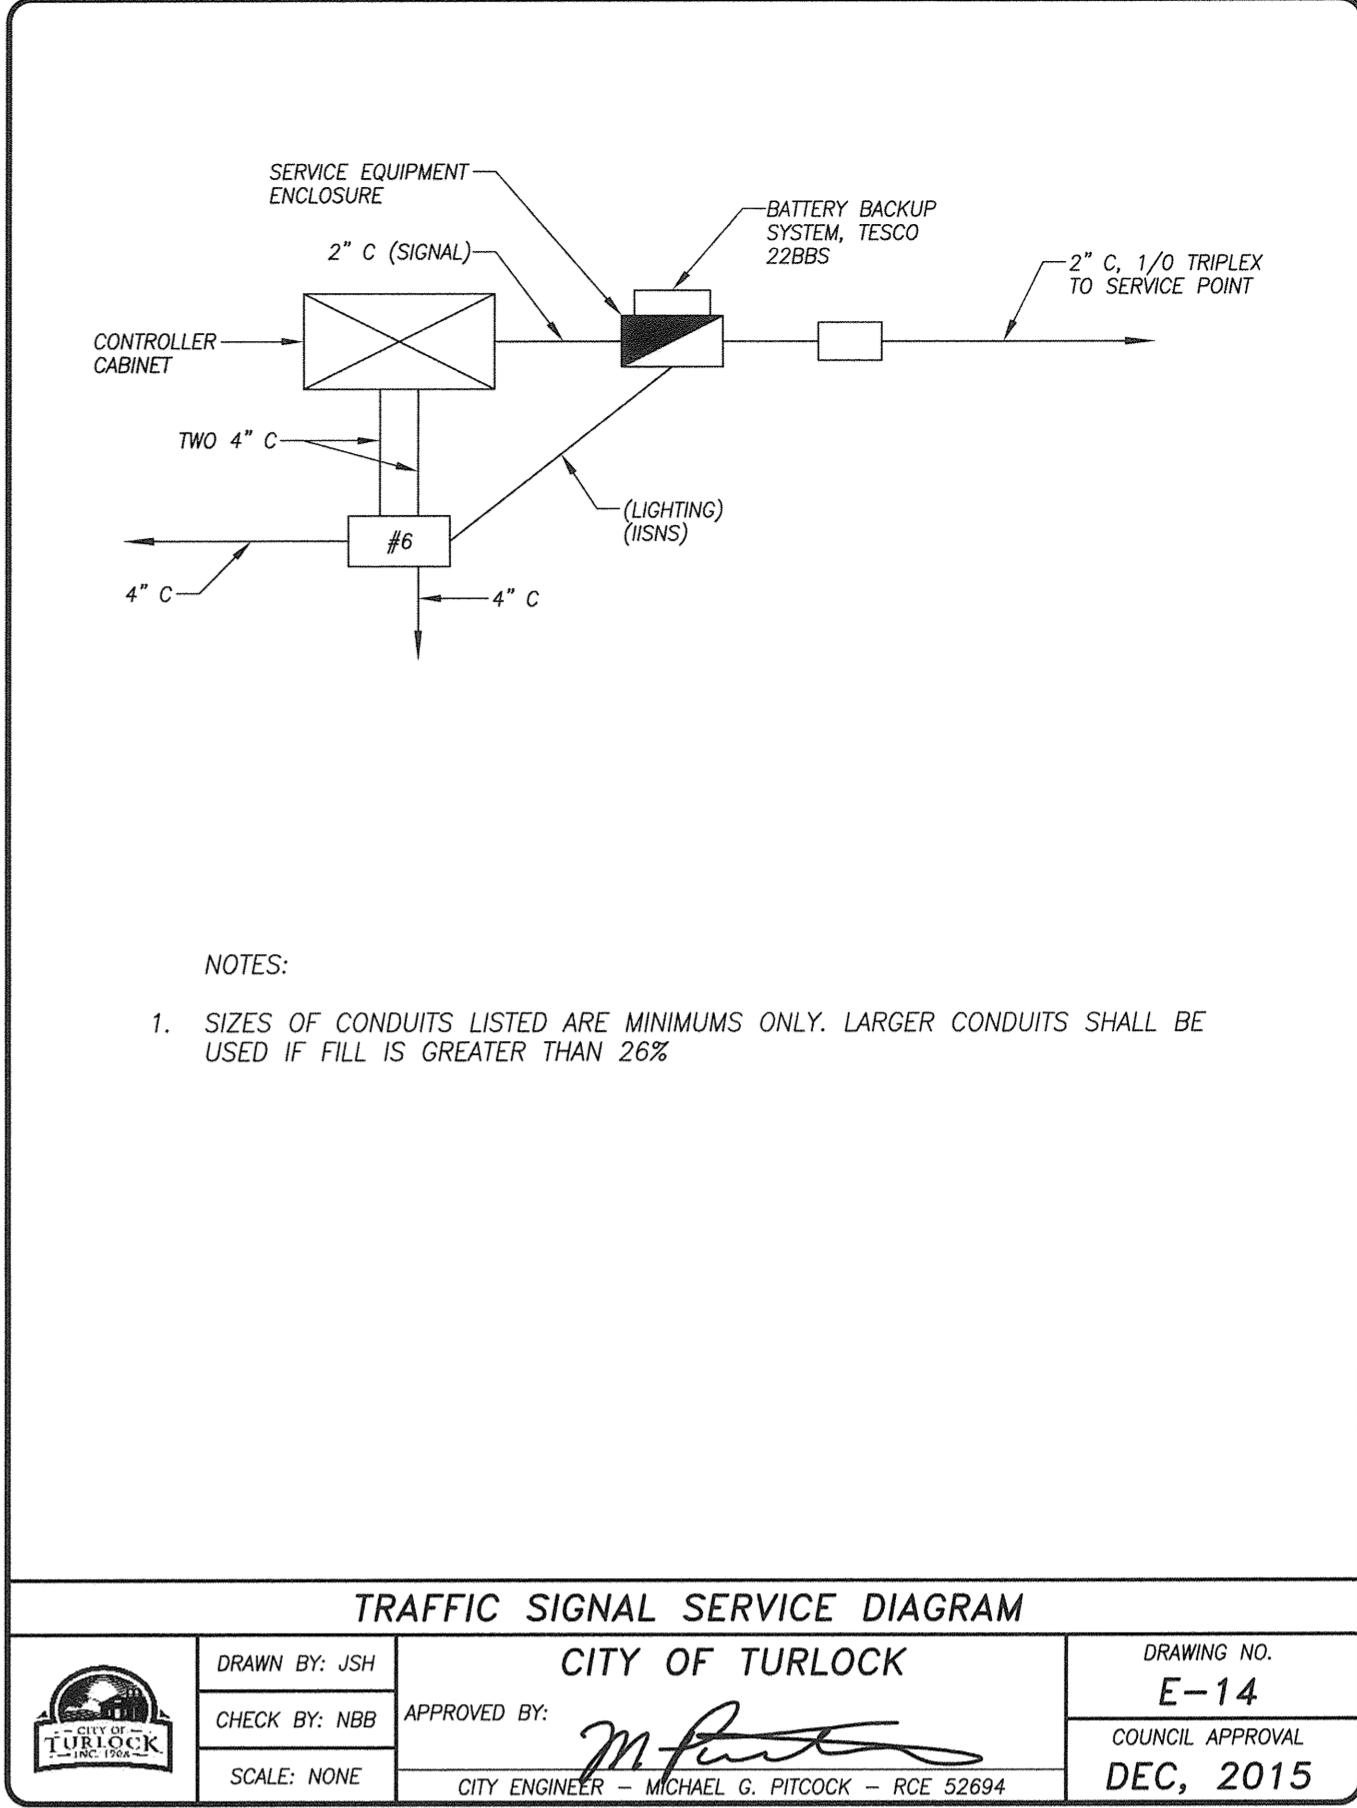 SERVICE EQUIPMENT
ENCLOSURE
BATTERY BACKUP
SYSTEM, TESCO
22BBS
2" C (SIGNAL)
2" C, 1/0 TRIPLEX
TO SERVICE POINT
CONTROLLER
CABINET
TWO 4" C
(LIGHTING)
(IISNS)
#6
4" C
4" C
NOTES:
1. SIZES OF CONDUITS LISTED ARE MINIMUMS ONLY. LARGER CONDUITS SHALL BE
USED IF FILL IS GREATER THAN 26%
TRAFFIC SIGNAL SERVICE DIAGRAM
CITY OF
TURLOCK
DRAWN BY: JSH
CHECK BY: NBB
SCALE: NONE
CITY OF TURLOCK
APPROVED BY:
CITY ENGINEER – MICHAEL G. PITCOCK – RCE 52694
DRAWING NO.
E-14
COUNCIL APPROVAL
DEC, 2015